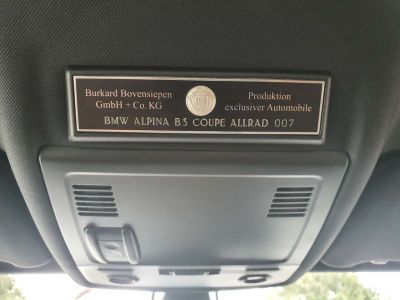 Burkard Bovensiepen
GmbH + Co. KG
Produktion
exclusiver Automobile
BMW ALPINA B3 COUPE ALLRAD 007